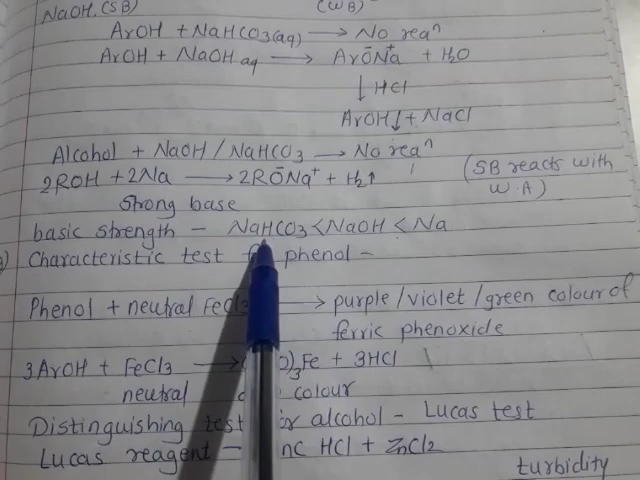 NaOH (SB) (WB)
ArOH + NaHCO3(aq) → No reaⁿ
ArOH + NaOH aq → ArŌNa⁺ + H2O
↓ HCl
ArOH↓ + NaCl
Alcohol + NaOH / NaHCO3 → No reaⁿ
2ROH + 2Na → 2RŌNa⁺ + H2↑ (SB reacts with
strong base W.A)
basic strength - NaHCO3 < NaOH < Na
Characteristic test phenol -
Phenol + neutral FeCl3 → purple/violet/green colour of
ferric phenoxide
3ArOH + FeCl3 → )3Fe + 3HCl
neutral colour
Distinguishing test alcohol - Lucas test
Lucas reagent - HCl + ZnCl2
turbidity